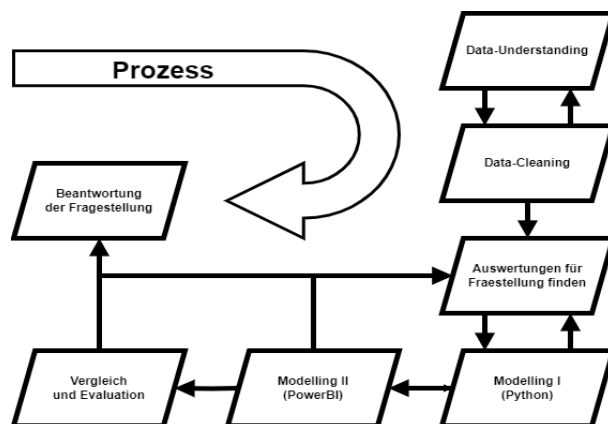 Prozess
Data-Understanding
Data-Cleaning
Beantwortung
der Fragestellung
Auswertungen für
Fraestellung finden
Vergleich
und Evaluation
Modelling II
(PowerBI)
Modelling I
(Python)